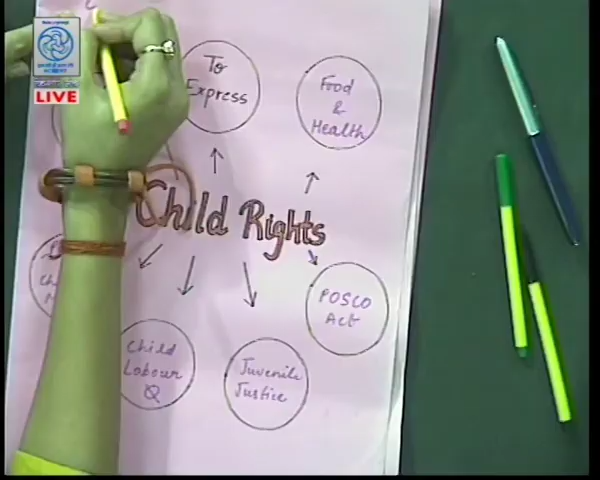 LIVE
To
Express
Food
&
Health
Child Rights
POSCO
Act
Child
Labour
Q
Juvenile
Justice